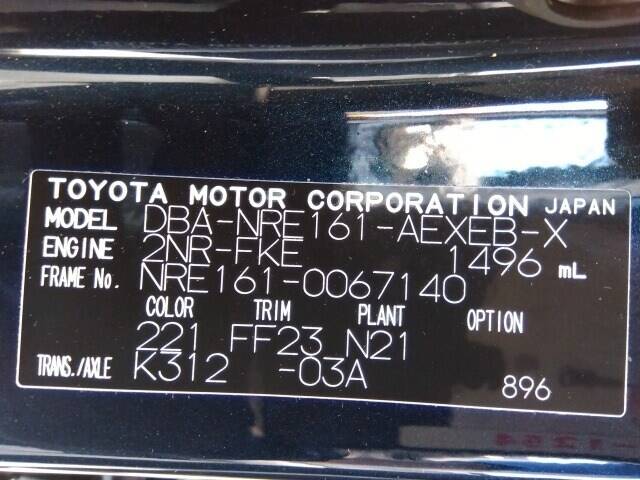 TOYOTA MOTOR CORPORATION JAPAN
MODEL DBA-NRE161-AEXEB-X
ENGINE 2NR-FKE 1496 mL
FRAME No. NRE161-0067140
COLOR TRIM PLANT OPTION
221 FF23 N21
TRANS./AXLE K312 -03A 896